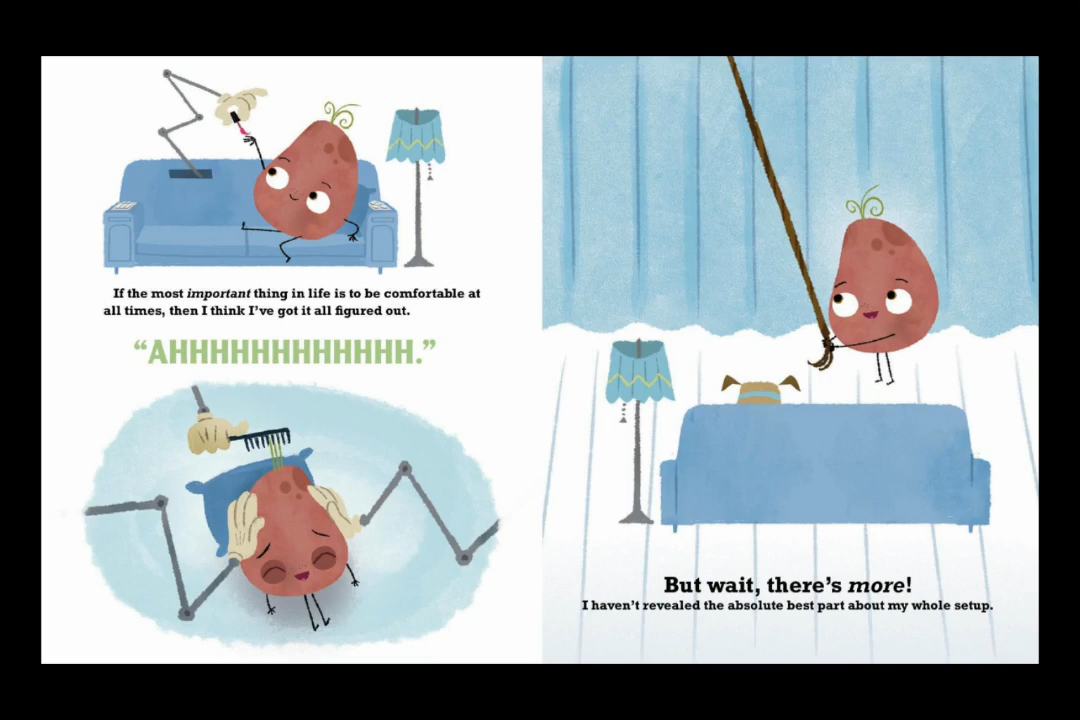 If the most important thing in life is to be comfortable at
all times, then I think I’ve got it all figured out.
“AHHHHHHHHHHHHH.”
But wait, there’s more!
I haven’t revealed the absolute best part about my whole setup.